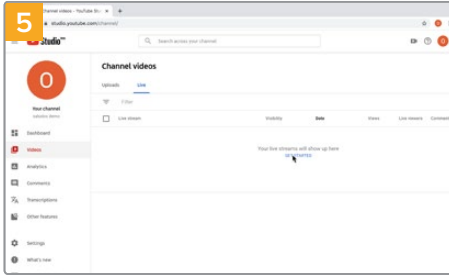 5
Channel videos - YouTube St
studio.youtube.com/channel/
Studio
Search across your channel
O
Channel videos
Uploads
Live
Filter
Your channel
Live stream
Visibility
Date
Views
Live viewers
Comment
Dashboard
Videos
Your live streams will show up here
GET STARTED
Analytics
Comments
Transcriptions
Other features
Settings
What's new